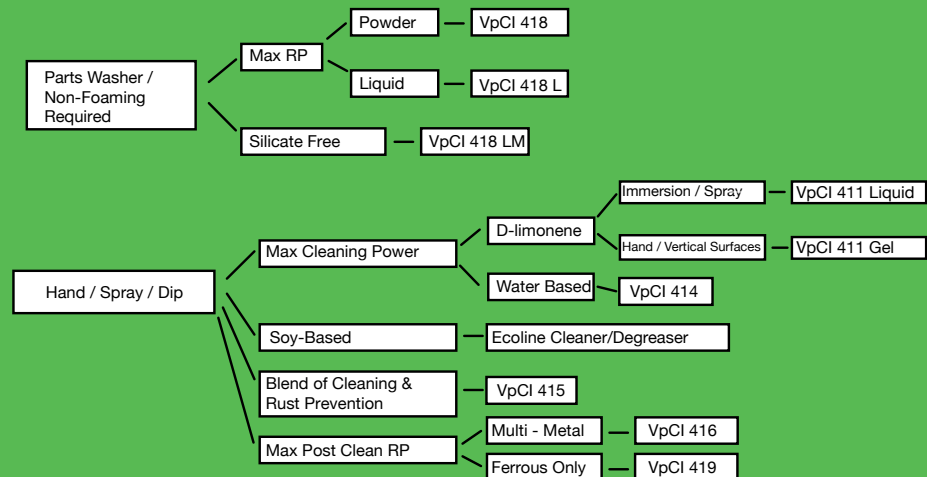 Powder
VpCI 418
Max RP
Parts Washer /
Non-Foaming
Required
Liquid
VpCI 418 L
Silicate Free
VpCI 418 LM
Immersion / Spray
VpCI 411 Liquid
D-limonene
Max Cleaning Power
Hand / Vertical Surfaces
VpCI 411 Gel
Water Based
VpCI 414
Hand / Spray / Dip
Soy-Based
Ecoline Cleaner/Degreaser
Blend of Cleaning &
Rust Prevention
VpCI 415
Multi - Metal
VpCI 416
Max Post Clean RP
Ferrous Only
VpCI 419